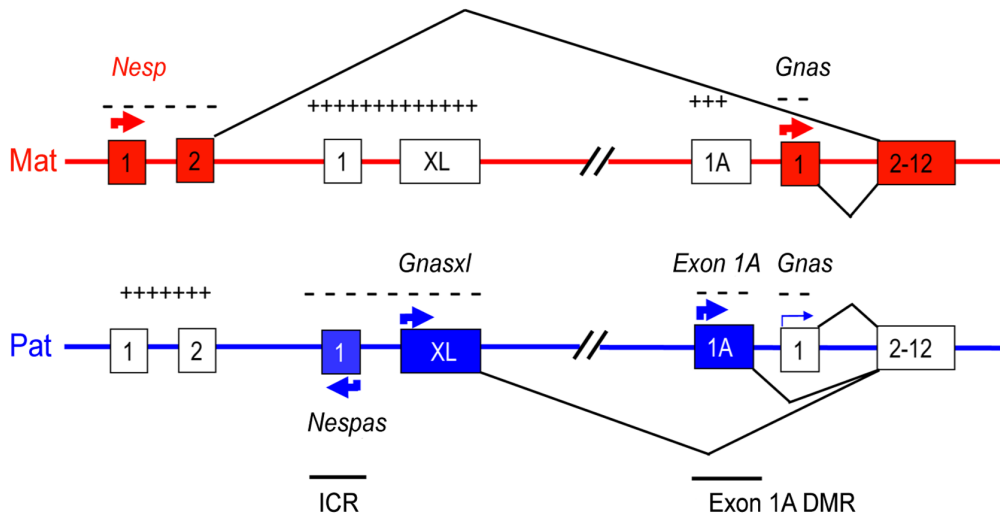 Nesp Gnas
- - - - - - - +++++++++++++ +++ - -
Mat 1 2 1 XL 1A 1 2-12
Gnasxl Exon 1A Gnas
+++++++ - - - - - - - - - - - - - - -
Pat 1 2 1 XL 1A 1 2-12
Nespas
ICR Exon 1A DMR